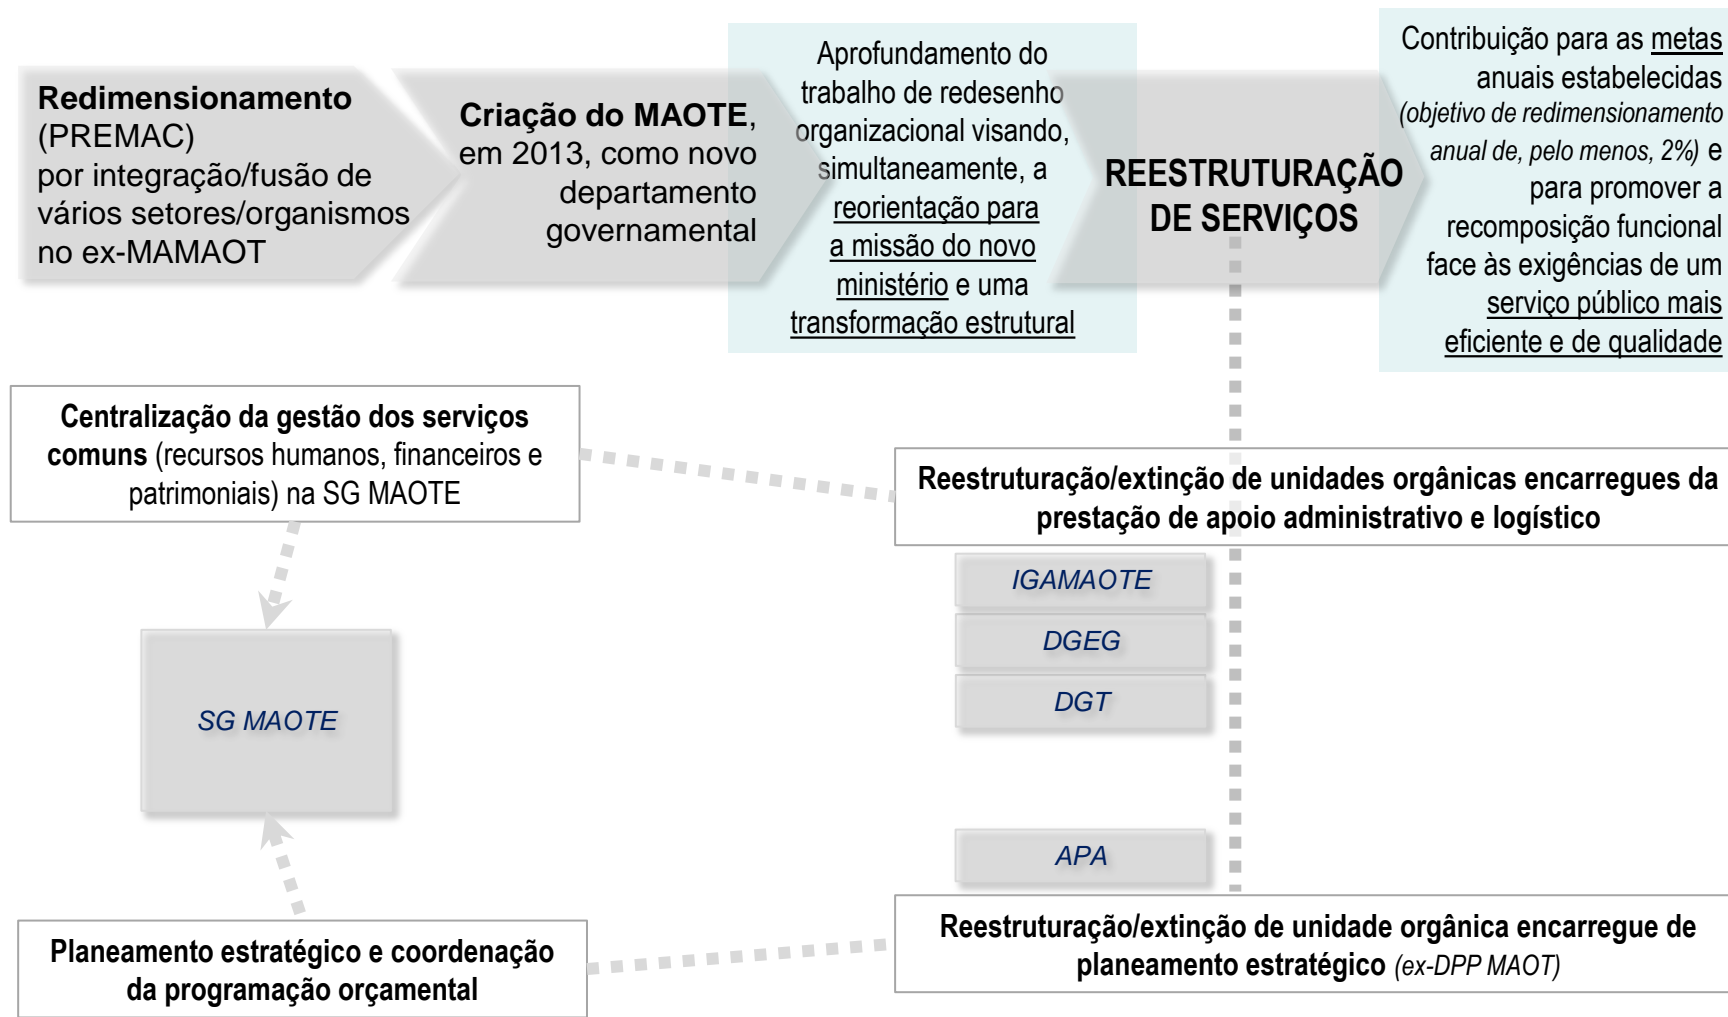 Redimensionamento
(PREMAC)
por integração/fusão de
vários setores/organismos
no ex-MAMAOT
Criação do MAOTE,
em 2013, como novo
departamento
governamental
Aprofundamento do
trabalho de redesenho
organizacional visando,
simultaneamente, a
reorientação para
a missão do novo
ministério e uma
transformação estrutural
REESTRUTURAÇÃO
DE SERVIÇOS
Contribuição para as metas
anuais estabelecidas
(objetivo de redimensionamento
anual de, pelo menos, 2%) e
para promover a
recomposição funcional
face às exigências de um
serviço público mais
eficiente e de qualidade
Centralização da gestão dos serviços
comuns (recursos humanos, financeiros e
patrimoniais) na SG MAOTE
Reestruturação/extinção de unidades orgânicas encarregues da
prestação de apoio administrativo e logístico
IGAMAOTE
DGEG
DGT
SG MAOTE
APA
Planeamento estratégico e coordenação
da programação orçamental
Reestruturação/extinção de unidade orgânica encarregue de
planeamento estratégico (ex-DPP MAOT)